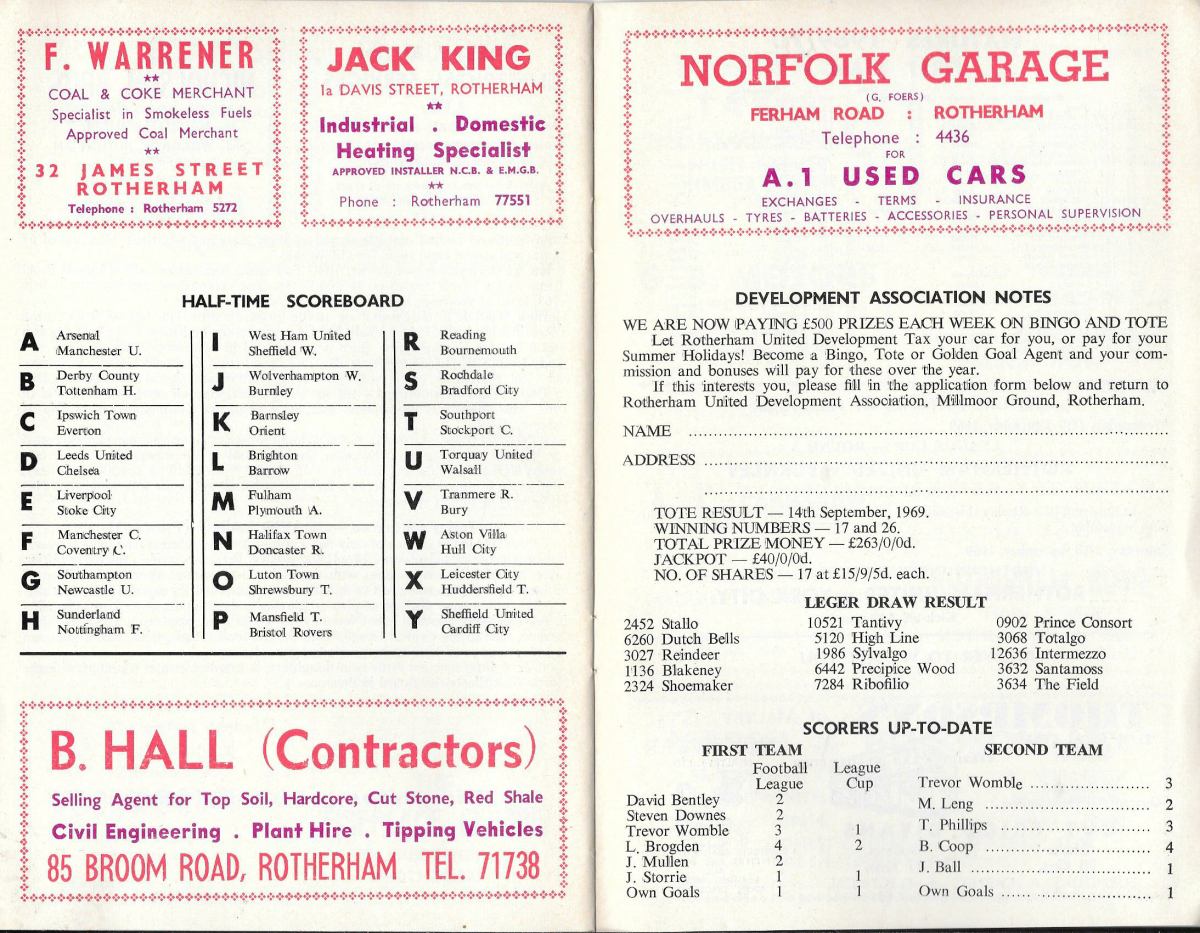 F. WARRENER
**
COAL & COKE MERCHANT
Specialist in Smokeless Fuels
Approved Coal Merchant
**
32 JAMES STREET
ROTHERHAM
Telephone : Rotherham 5272
JACK KING
1a DAVIS STREET, ROTHERHAM
**
Industrial . Domestic
Heating Specialist
APPROVED INSTALLER N.C.B. & E.M.G.B.
**
Phone : Rotherham 77551
HALF-TIME SCOREBOARD
A Arsenal
Manchester U.
B Derby County
Tottenham H.
C Ipswich Town
Everton
D Leeds United
Chelsea
E Liverpool
Stoke City
F Manchester C.
Coventry C.
G Southampton
Newcastle U.
H Sunderland
Nottingham F.
I West Ham United
Sheffield W.
J Wolverhampton W.
Burnley
K Barnsley
Orient
L Brighton
Barrow
M Fulham
Plymouth A.
N Halifax Town
Doncaster R.
O Luton Town
Shrewsbury T.
P Mansfield T.
Bristol Rovers
R Reading
Bournemouth
S Rochdale
Bradford City
T Southport
Stockport C.
U Torquay United
Walsall
V Tranmere R.
Bury
W Aston Villa
Hull City
X Leicester City
Huddersfield T.
Y Sheffield United
Cardiff City
B. HALL (Contractors)
Selling Agent for Top Soil, Hardcore, Cut Stone, Red Shale
Civil Engineering . Plant Hire . Tipping Vehicles
85 BROOM ROAD, ROTHERHAM TEL. 71738
NORFOLK GARAGE
(G. FOERS)
FERHAM ROAD : ROTHERHAM
Telephone : 4436
FOR
A.1 USED CARS
EXCHANGES - TERMS - INSURANCE
OVERHAULS - TYRES - BATTERIES - ACCESSORIES - PERSONAL SUPERVISION
DEVELOPMENT ASSOCIATION NOTES
WE ARE NOW PAYING £500 PRIZES EACH WEEK ON BINGO AND TOTE
Let Rotherham United Development Tax your car for you, or pay for your
Summer Holidays! Become a Bingo, Tote or Golden Goal Agent and your com-
mission and bonuses will pay for these over the year.
If this interests you, please fill in the application form below and return to
Rotherham United Development Association, Millmoor Ground, Rotherham.
NAME ..........
ADDRESS ..........
..........
TOTE RESULT — 14th September, 1969.
WINNING NUMBERS — 17 and 26.
TOTAL PRIZE MONEY — £263/0/0d.
JACKPOT — £40/0/0d.
NO. OF SHARES — 17 at £15/9/5d. each.
LEGER DRAW RESULT
2452 Stallo 10521 Tantivy 0902 Prince Consort
6260 Dutch Bells 5120 High Line 3068 Totalgo
3027 Reindeer 1986 Sylvalgo 12636 Intermezzo
1136 Blakeney 6442 Precipice Wood 3632 Santamoss
2324 Shoemaker 7284 Ribofilio 3634 The Field
SCORERS UP-TO-DATE
FIRST TEAM
Football League
League Cup
David Bentley 2
Steven Downes 2
Trevor Womble 3 1
L. Brogden 4 2
J. Mullen 2
J. Storrie 1 1
Own Goals 1 1
SECOND TEAM
Trevor Womble .......... 3
M. Leng .......... 2
T. Phillips .......... 3
B. Coop .......... 4
J. Ball .......... 1
Own Goals .......... 1